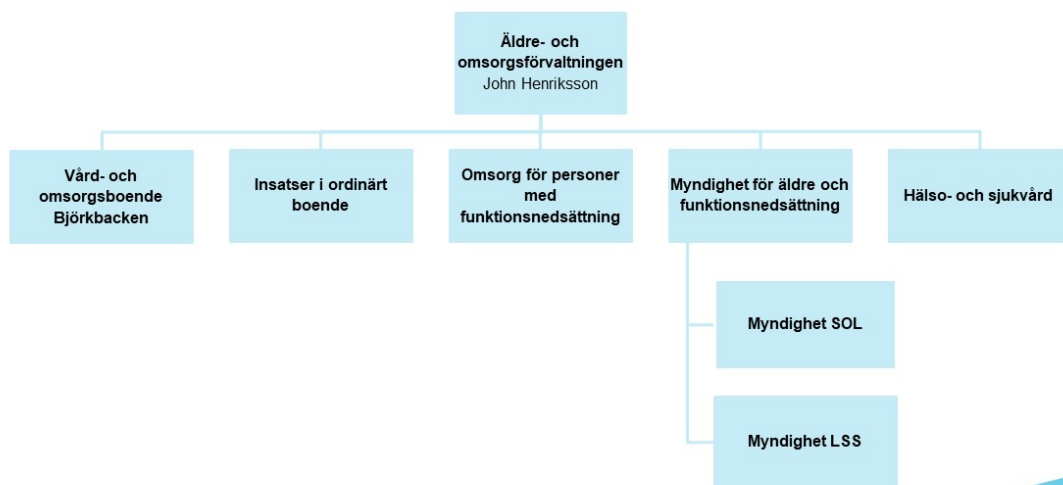 Äldre- och
omsorgsförvaltningen
John Henriksson
Vård- och
omsorgsboende
Björkbacken
Insatser i ordinärt
boende
Omsorg för personer
med
funktionsnedsättning
Myndighet för äldre och
funktionsnedsättning
Hälso- och sjukvård
Myndighet SOL
Myndighet LSS